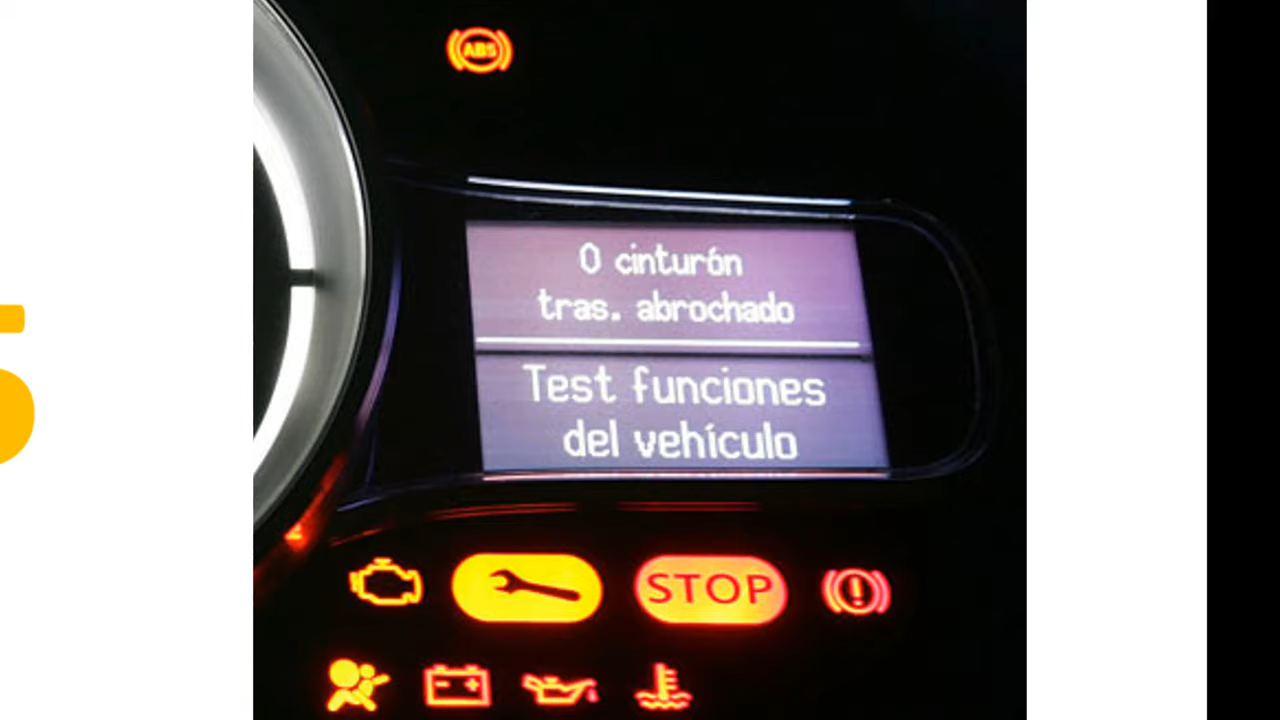 ABS
0 cinturón
tras. abrochado
Test funciones
del vehículo
STOP